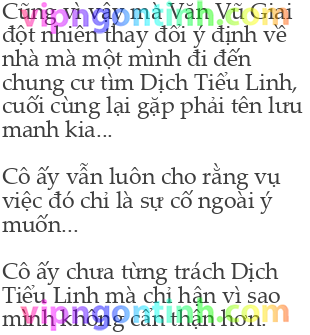 Cũng vì vậy mà Văn Vũ Giai
vipngontinh.com
đột nhiên thay đổi ý định về
nhà mà một mình đi đến
chung cư tìm Dịch Tiểu Linh,
cuối cùng lại gặp phải tên lưu
manh kia...
Cô ấy vẫn luôn cho rằng vụ
việc đó chỉ là sự cố ngoài ý
muốn...
Cô ấy chưa từng trách Dịch
Tiểu Linh mà chỉ hận vì sao
mình không cẩn thận hơn.
vipngontinh.com